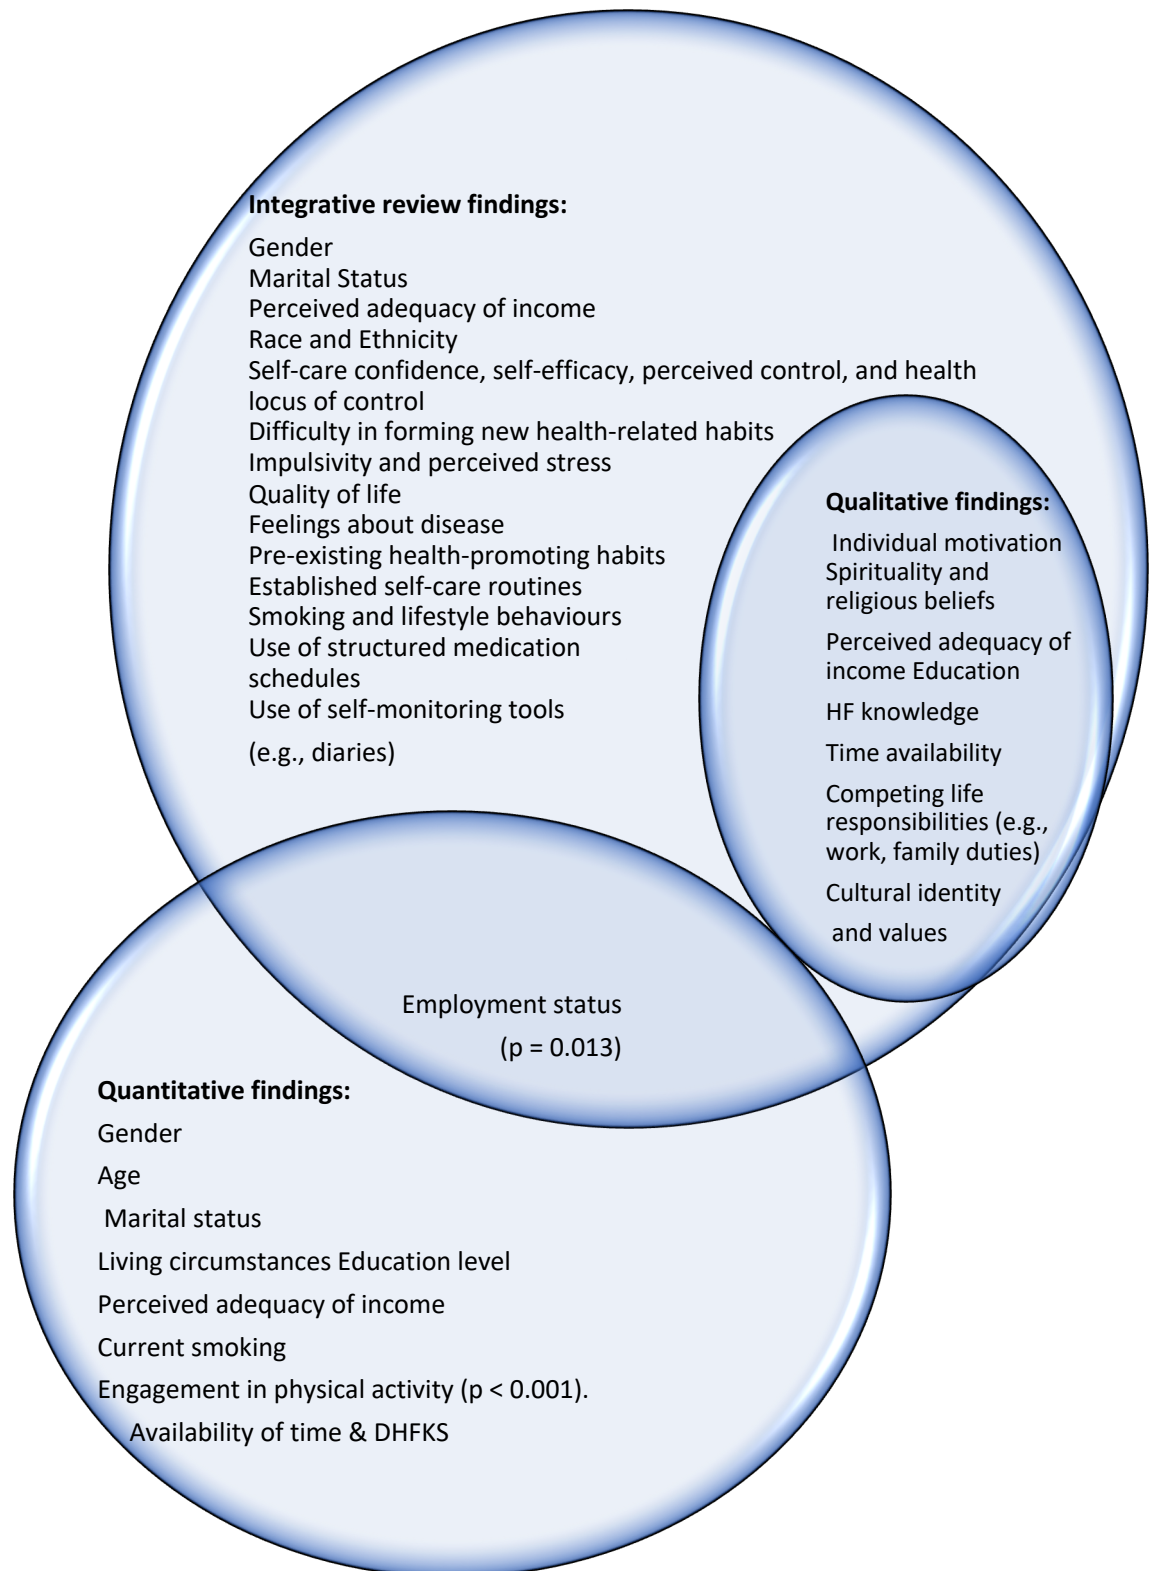 Integrative review findings:
Gender
Marital Status
Perceived adequacy of income
Race and Ethnicity
Self-care confidence, self-efficacy, perceived control, and health
locus of control
Difficulty in forming new health-related habits
Impulsivity and perceived stress
Quality of life
Feelings about disease
Pre-existing health-promoting habits
Established self-care routines
Smoking and lifestyle behaviours
Use of structured medication
schedules
Use of self-monitoring tools
(e.g., diaries)
Qualitative findings:
Individual motivation
Spirituality and
religious beliefs
Perceived adequacy of
income Education
HF knowledge
Time availability
Competing life
responsibilities (e.g.,
work, family duties)
Cultural identity
and values
Employment status
(p = 0.013)
Quantitative findings:
Gender
Age
Marital status
Living circumstances Education level
Perceived adequacy of income
Current smoking
Engagement in physical activity (p < 0.001).
Availability of time & DHFKS